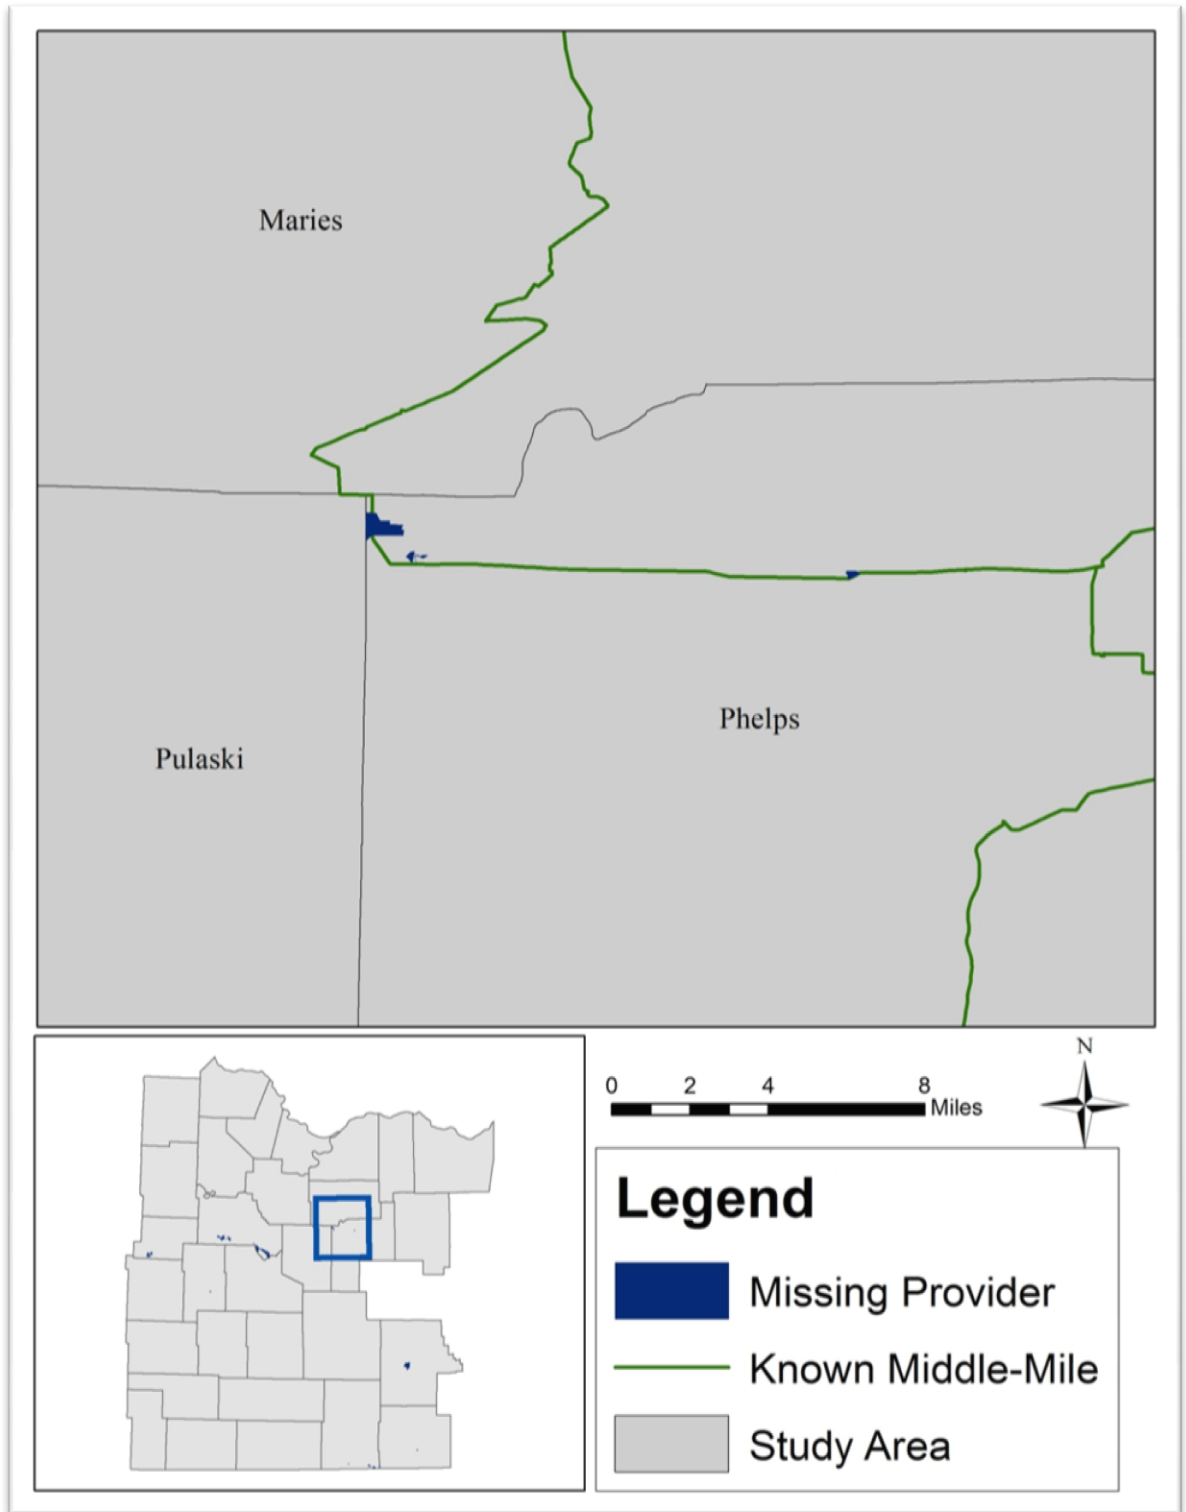 Maries
Phelps
Pulaski
N
0 2 4 8
Miles
Legend
Missing Provider
Known Middle-Mile
Study Area